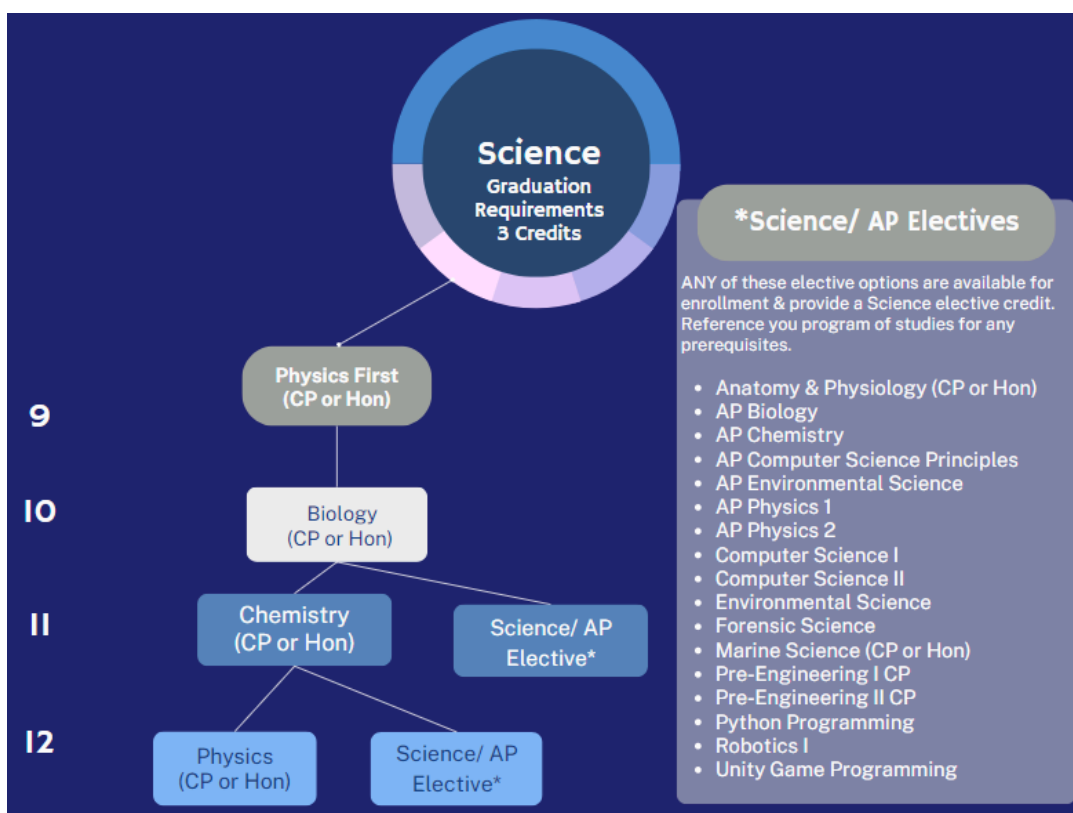 Science
Graduation
Requirements
3 Credits
*Science/ AP Electives
ANY of these elective options are available for
enrollment & provide a Science elective credit.
Reference you program of studies for any
prerequisites.
• Anatomy & Physiology (CP or Hon)
• AP Biology
• AP Chemistry
• AP Computer Science Principles
• AP Environmental Science
• AP Physics 1
• AP Physics 2
• Computer Science I
• Computer Science II
• Environmental Science
• Forensic Science
• Marine Science (CP or Hon)
• Pre-Engineering I CP
• Pre-Engineering II CP
• Python Programming
• Robotics I
• Unity Game Programming
9
Physics First
(CP or Hon)
10
Biology
(CP or Hon)
11
Chemistry
(CP or Hon)
Science/ AP
Elective*
12
Physics
(CP or Hon)
Science/ AP
Elective*